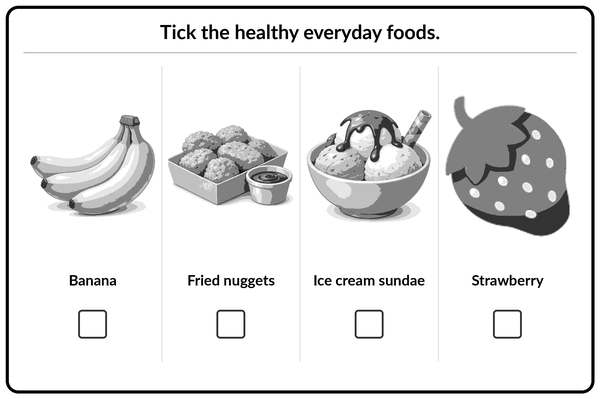 Tick the healthy everyday foods.
Banana
Fried nuggets
Ice cream sundae
Strawberry